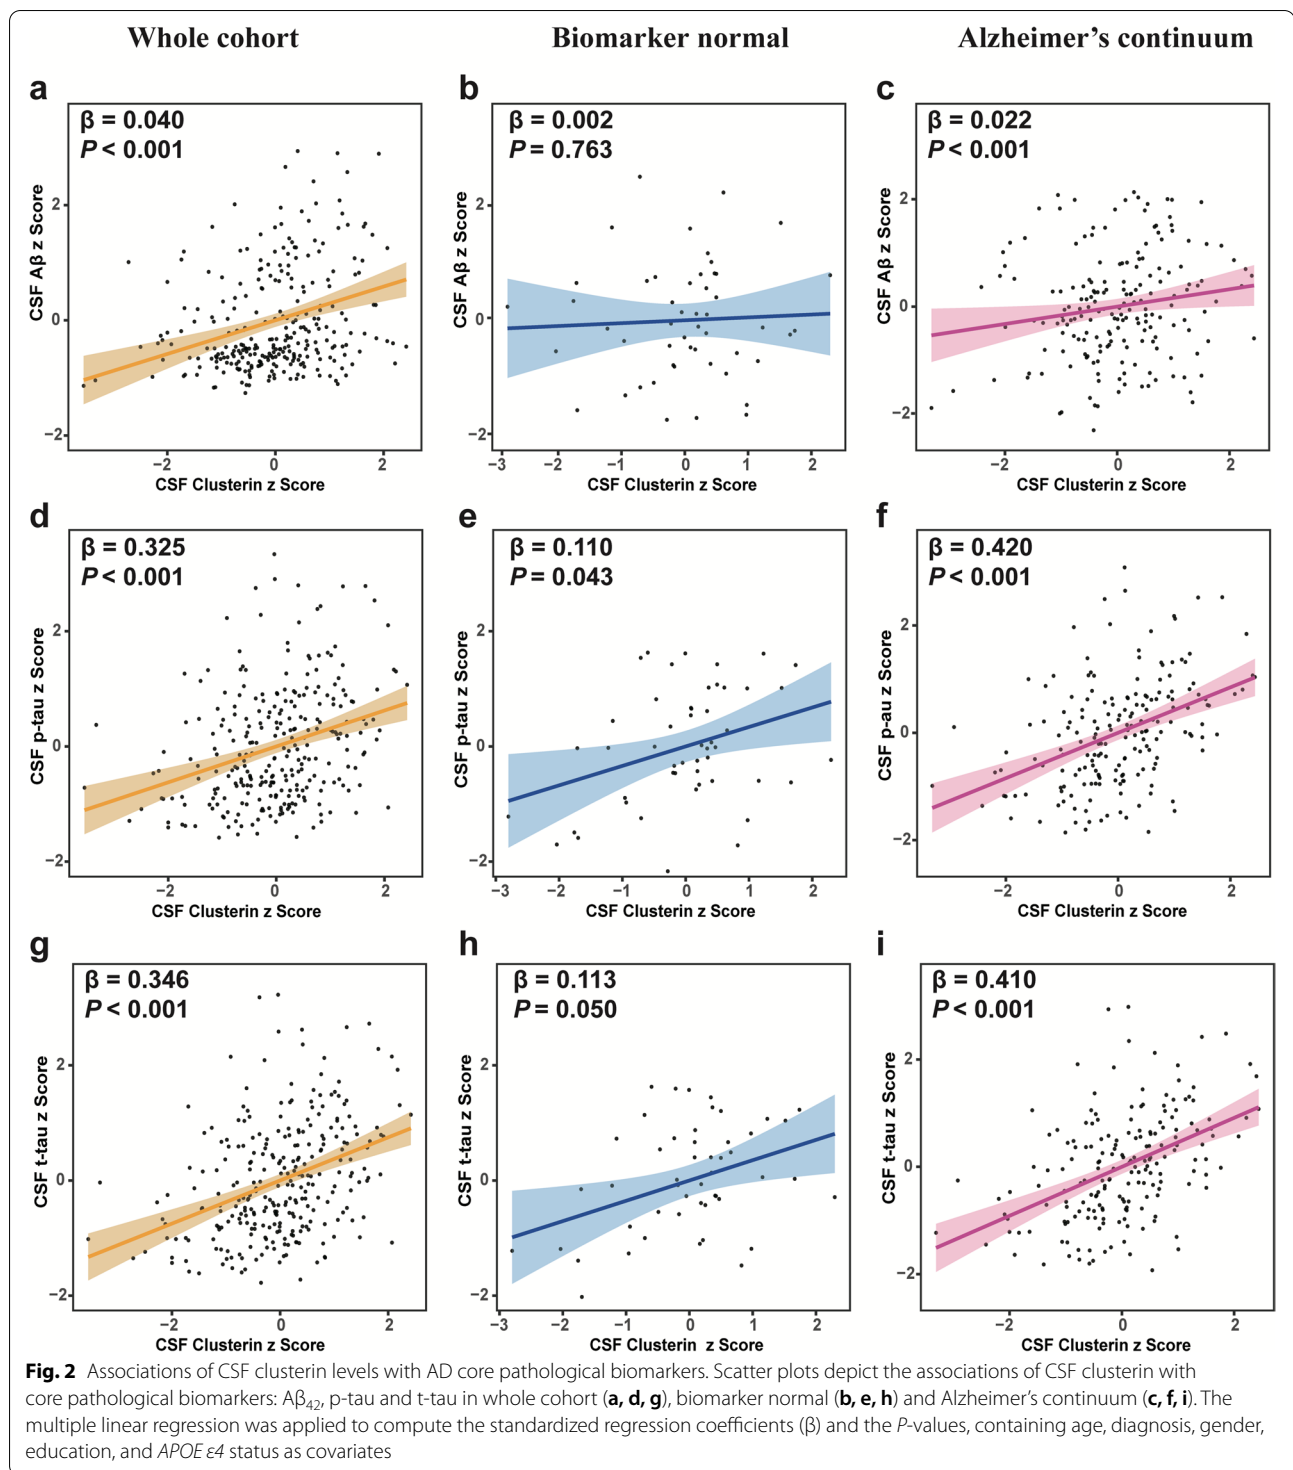 Whole cohort
Biomarker normal
Alzheimer’s continuum
a
β = 0.040
P < 0.001
CSF Aβ z Score
2
0
−2
−2 0 2
CSF Clusterin z Score
b
β = 0.002
P = 0.763
CSF Aβ z Score
2
0
−2
−3 −2 −1 0 1 2
CSF Clusterin z Score
c
β = 0.022
P < 0.001
CSF Aβ z Score
2
0
−2
−2 0 2
CSF Clusterin z Score
d
β = 0.325
P < 0.001
CSF p-tau z Score
2
0
−2
−2 0 2
CSF Clusterin z Score
e
β = 0.110
P = 0.043
CSF p-tau z Score
2
0
−2
−3 −2 −1 0 1 2
CSF Clusterin z Score
f
β = 0.420
P < 0.001
CSF p-au z Score
2
0
−2
−2 0 2
CSF Clusterin z Score
g
β = 0.346
P < 0.001
CSF t-tau z Score
2
0
−2
−2 0 2
CSF Clusterin z Score
h
β = 0.113
P = 0.050
CSF t-tau z Score
2
0
−2
−3 −2 −1 0 1 2
CSF Clusterin z Score
i
β = 0.410
P < 0.001
CSF t-tau z Score
2
0
−2
−2 0 2
CSF Clusterin z Score
Fig. 2 Associations of CSF clusterin levels with AD core pathological biomarkers. Scatter plots depict the associations of CSF clusterin with
core pathological biomarkers: Aβ42, p-tau and t-tau in whole cohort (a, d, g), biomarker normal (b, e, h) and Alzheimer’s continuum (c, f, i). The
multiple linear regression was applied to compute the standardized regression coefficients (β) and the P-values, containing age, diagnosis, gender,
education, and APOE ε4 status as covariates